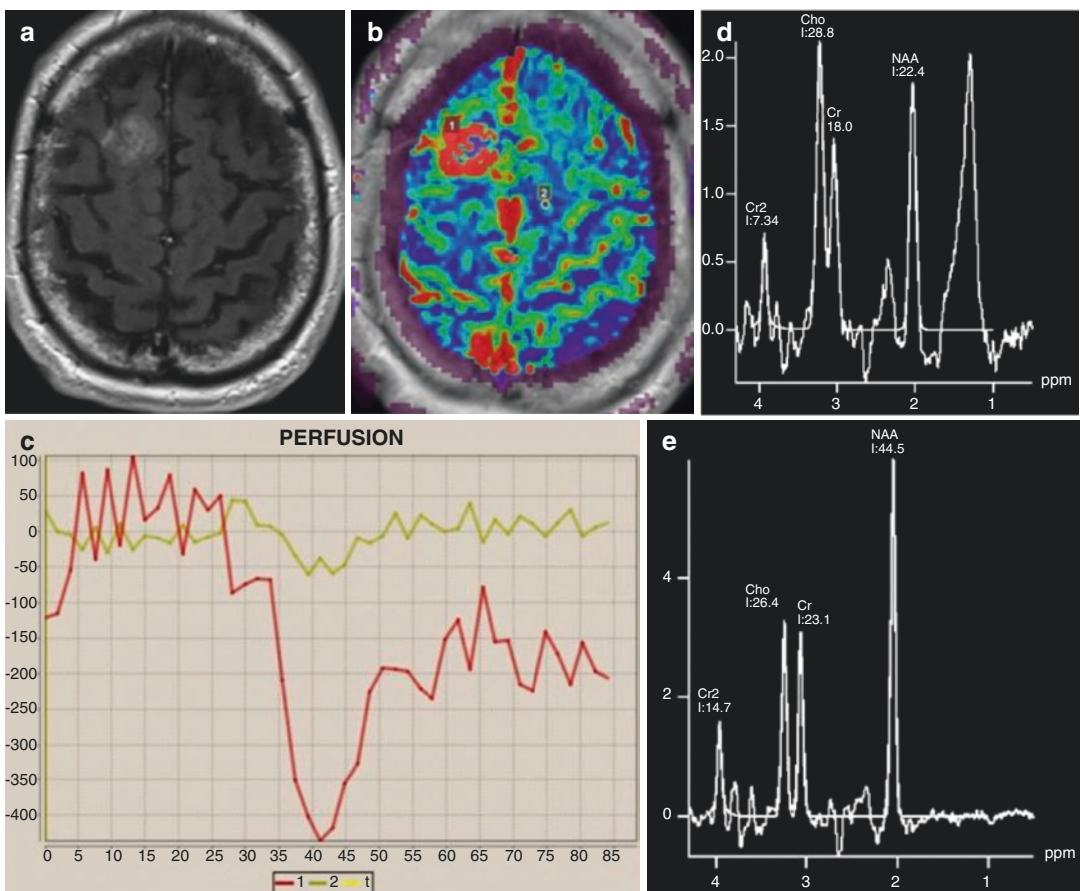 a
b
1
2
d
Cho
I:28.8
NAA
I:22.4
Cr
18.0
Cr2
I:7.34
2.0
1.5
1.0
0.5
0.0
ppm
4 3 2 1
c
PERFUSION
100
50
0
-50
-100
-150
-200
-250
-300
-350
-400
0 5 10 15 20 25 30 35 40 45 50 55 60 65 70 75 80 85
1 2 t
e
NAA
I:44.5
Cho
I:26.4
Cr
I:23.1
Cr2
I:14.7
4
2
0
ppm
4 3 2 1